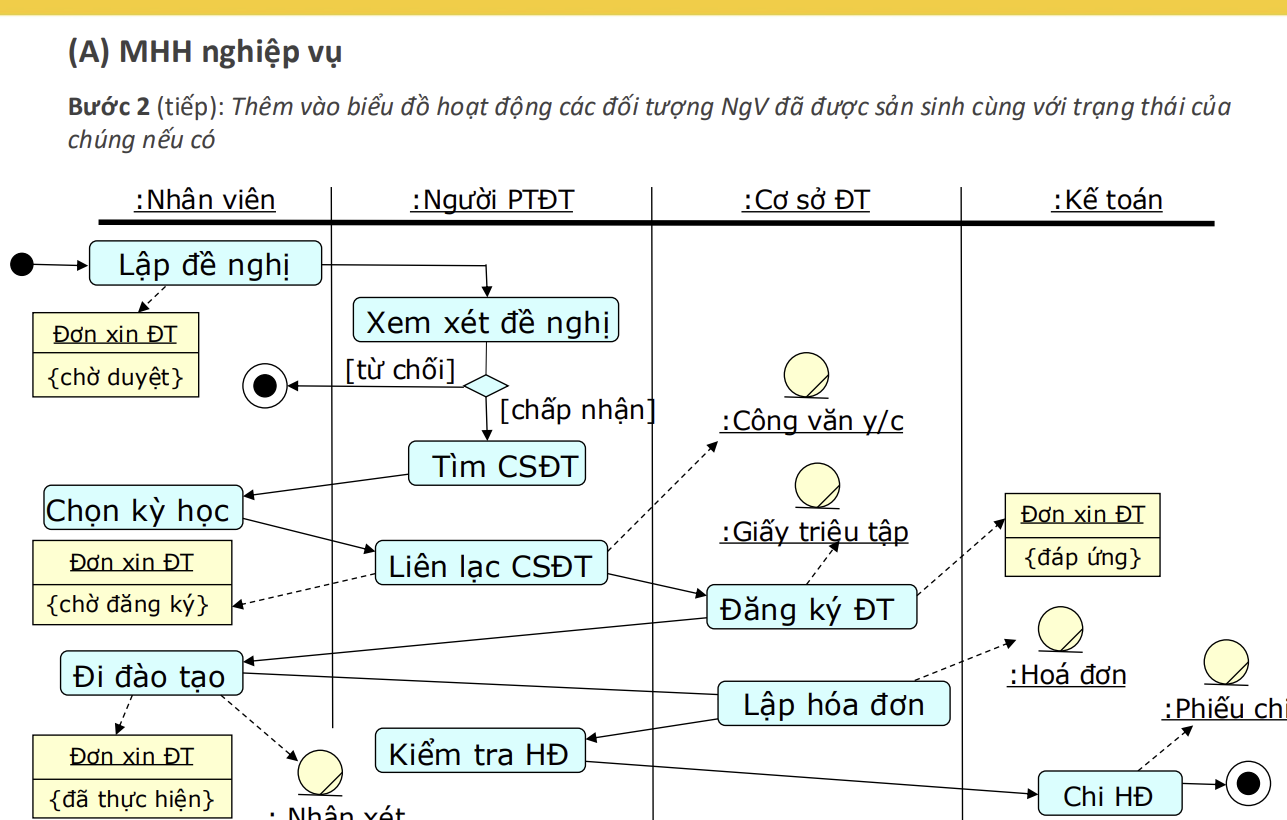 (A) MHH nghiệp vụ
Bước 2 (tiếp): Thêm vào biểu đồ hoạt động các đối tượng NgV đã được sản sinh cùng với trạng thái của
chúng nếu có
:Nhân viên
:Người PTĐT
:Cơ sở ĐT
:Kế toán
Lập đề nghị
Xem xét đề nghị
Đơn xin ĐT
{chờ duyệt}
[từ chối]
[chấp nhận]
:Công văn y/c
Tìm CSĐT
Chọn kỳ học
:Giấy triệu tập
Đơn xin ĐT
{đáp ứng}
Đơn xin ĐT
{chờ đăng ký}
Liên lạc CSĐT
Đăng ký ĐT
Đi đào tạo
:Hoá đơn
Lập hóa đơn
:Phiếu chi
Kiểm tra HĐ
Đơn xin ĐT
{đã thực hiện}
Chi HĐ
: Nhận xét